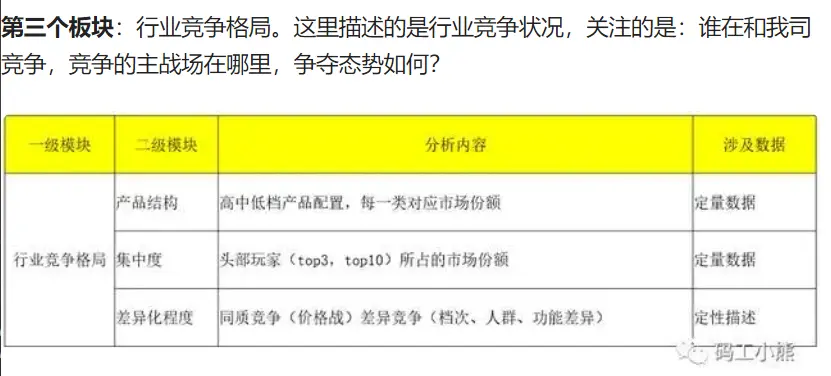 第三个板块：行业竞争格局。这里描述的是行业竞争状况，关注的是：谁在和我司
竞争，竞争的主战场在哪里，争夺态势如何？
一级模块 二级模块 分析内容 涉及数据
产品结构 高中低档产品配置，每一类对应市场份额 定量数据
行业竞争格局 集中度 头部玩家（top3，top10）所占的市场份额 定量数据
差异化程度 同质竞争（价格战）差异竞争（档次、人群、功能差异） 定性描述
码工小熊